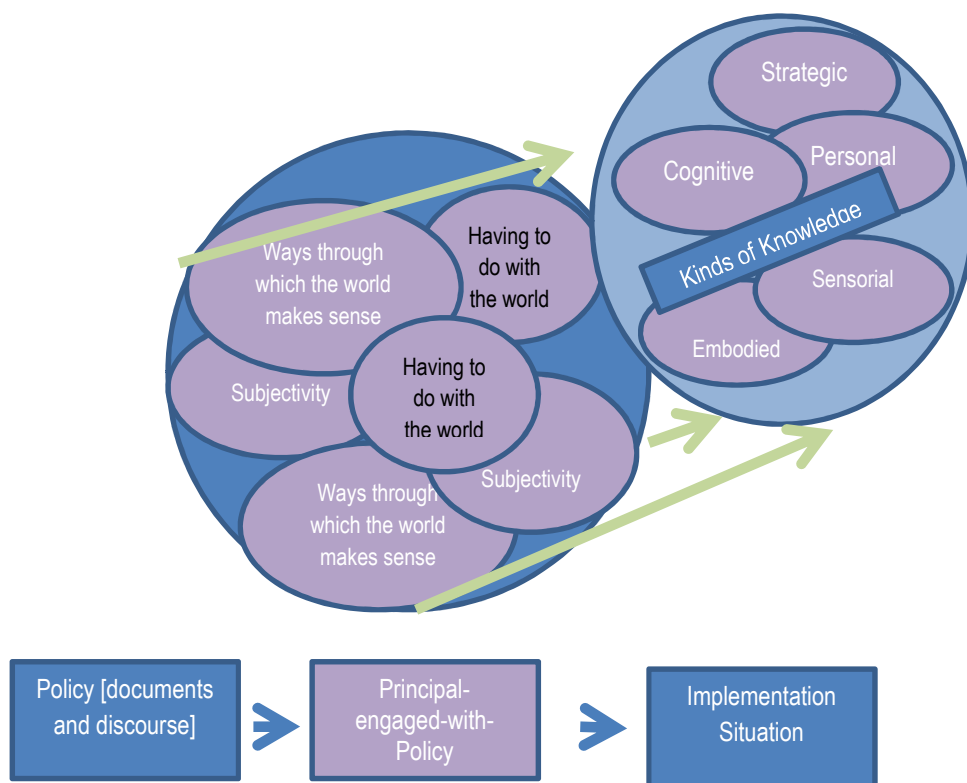 Strategic
Cognitive
Personal
Kinds of Knowledge
Sensorial
Embodied
Ways through
which the world
makes sense
Having to
do with
the world
Subjectivity
Having to
do with
the world
Subjectivity
Ways through
which the world
makes sense
Policy [documents
and discourse]
Principal-
engaged-with-
Policy
Implementation
Situation